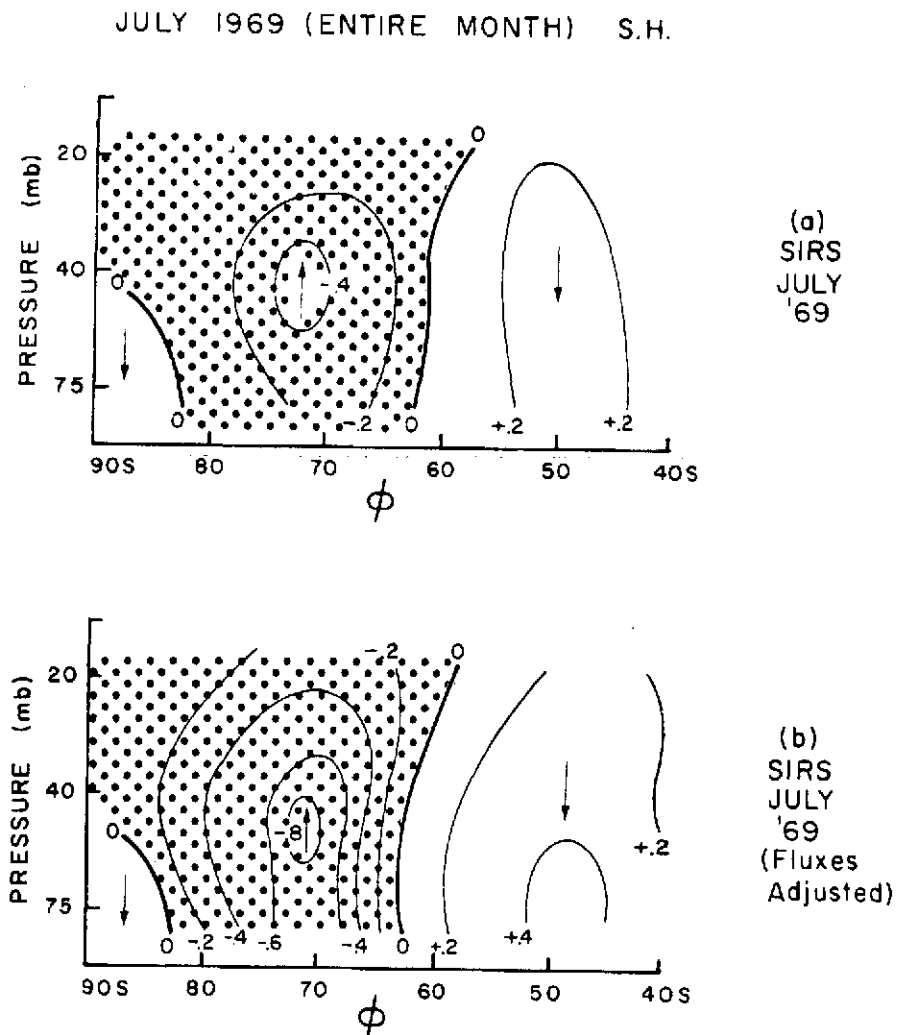 JULY 1969 (ENTIRE MONTH) S.H.
PRESSURE (mb)
20
40
75
0
-.4
0
0
-.2
0
+.2
+.2
90S 80 70 60 50 40S
ϕ
(a)
SIRS
JULY
'69
PRESSURE (mb)
20
40
75
-.2
0
0
-.8
+.2
0 -.2 -.4 -.6 -.4 0 +.2 +.4
90S 80 70 60 50 40S
ϕ
(b)
SIRS
JULY
'69
(Fluxes
Adjusted)